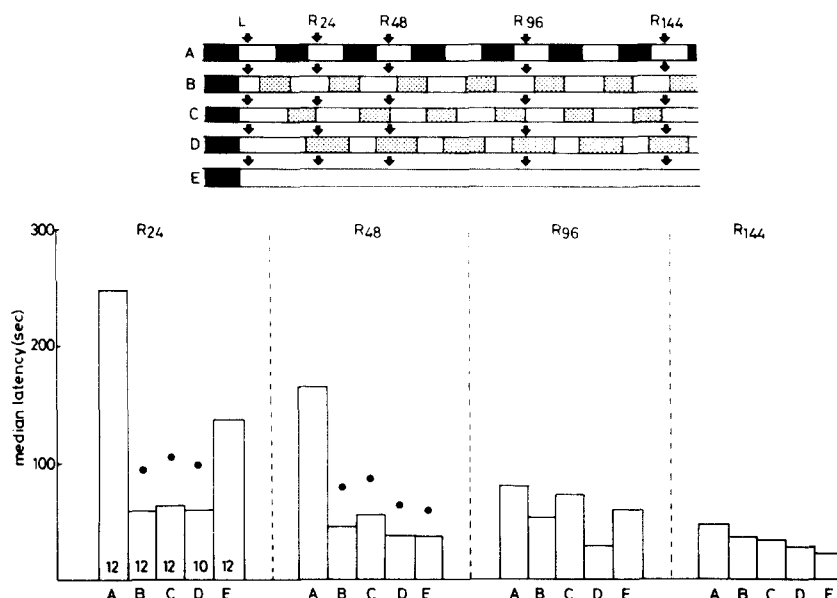 L R24 R48 R96 R144
A
B
C
D
E
R24 R48 R96 R144
300
200
100
median latency (sec)
12 12 12 10 12
A B C D E A B C D E A B C D E A B C D E